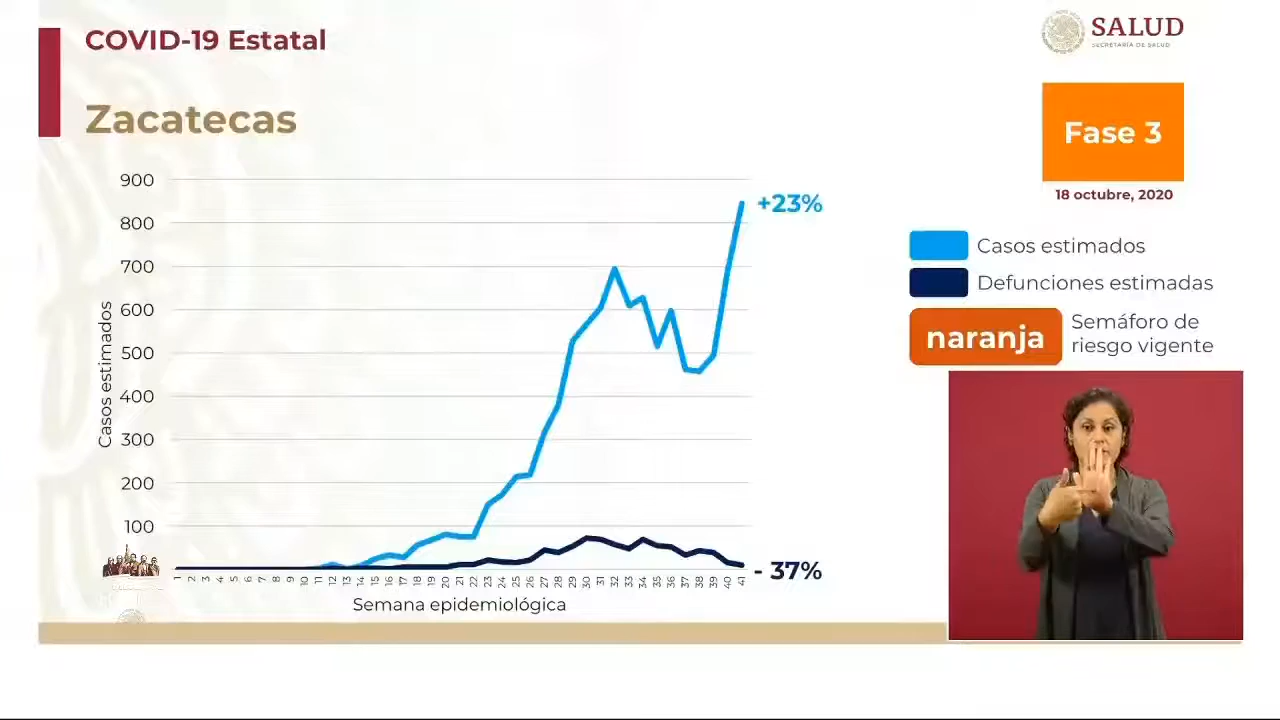 COVID-19 Estatal
SALUD
SECRETARÍA DE SALUD
Zacatecas
Fase 3
18 octubre, 2020
900
800
700
600
500
400
300
200
100
Casos estimados
+23%
- 37%
1 2 3 4 5 6 7 8 9 10 11 12 13 14 15 16 17 18 19 20 21 22 23 24 25 26 27 28 29 30 31 32 33 34 35 36 37 38 39 40 41
Semana epidemiológica
Casos estimados
Defunciones estimadas
naranja
Semáforo de
riesgo vigente